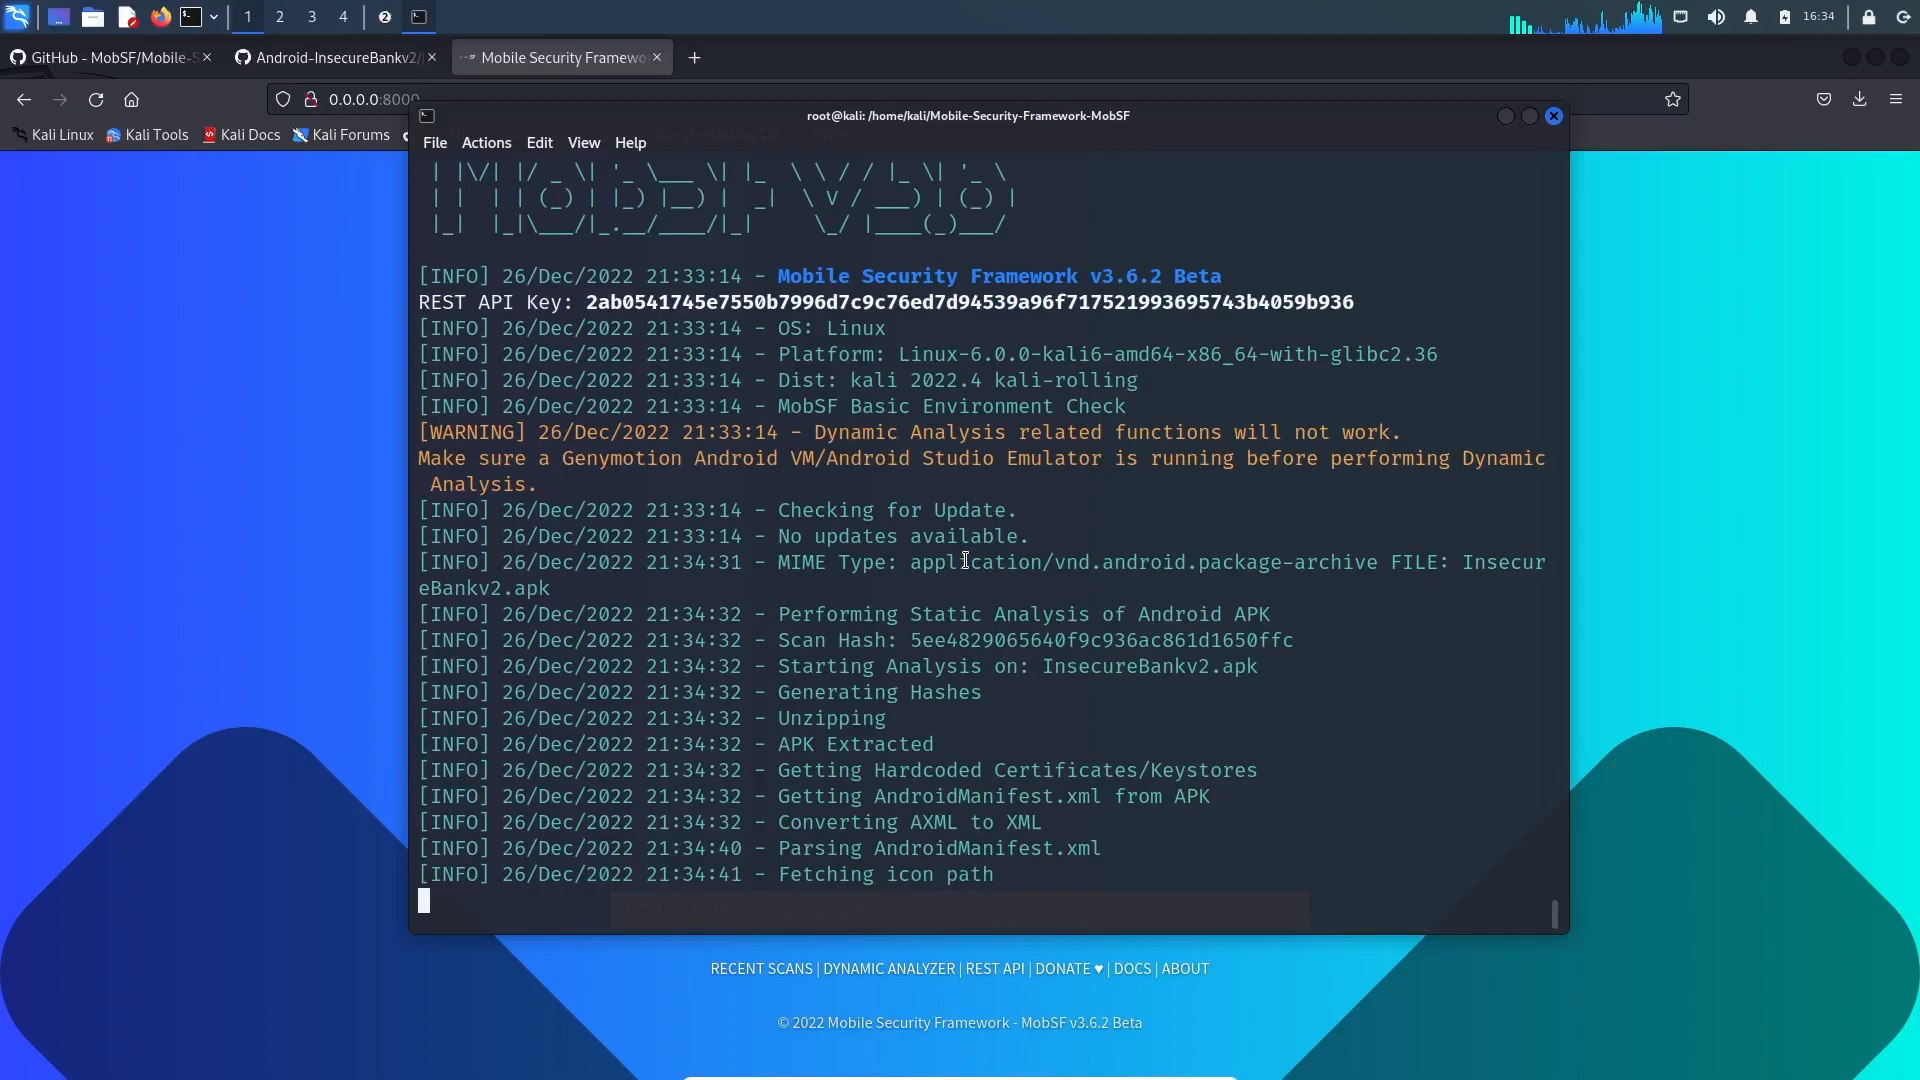 1 2 3 4 2 16:34
GitHub - MobSF/Mobile-S Android-InsecureBankv2/ Mobile Security Framewo
0.0.0.0:8000
Kali Linux Kali Tools Kali Docs Kali Forums
root@kali: /home/kali/Mobile-Security-Framework-MobSF
File Actions Edit View Help
[INFO] 26/Dec/2022 21:33:14 - Mobile Security Framework v3.6.2 Beta
REST API Key: 2ab0541745e7550b7996d7c9c76ed7d94539a96f717521993695743b4059b936
[INFO] 26/Dec/2022 21:33:14 - OS: Linux
[INFO] 26/Dec/2022 21:33:14 - Platform: Linux-6.0.0-kali6-amd64-x86_64-with-glibc2.36
[INFO] 26/Dec/2022 21:33:14 - Dist: kali 2022.4 kali-rolling
[INFO] 26/Dec/2022 21:33:14 - MobSF Basic Environment Check
[WARNING] 26/Dec/2022 21:33:14 - Dynamic Analysis related functions will not work.
Make sure a Genymotion Android VM/Android Studio Emulator is running before performing Dynamic
Analysis.
[INFO] 26/Dec/2022 21:33:14 - Checking for Update.
[INFO] 26/Dec/2022 21:33:14 - No updates available.
[INFO] 26/Dec/2022 21:34:31 - MIME Type: application/vnd.android.package-archive FILE: Insecur
eBankv2.apk
[INFO] 26/Dec/2022 21:34:32 - Performing Static Analysis of Android APK
[INFO] 26/Dec/2022 21:34:32 - Scan Hash: 5ee4829065640f9c936ac861d1650ffc
[INFO] 26/Dec/2022 21:34:32 - Starting Analysis on: InsecureBankv2.apk
[INFO] 26/Dec/2022 21:34:32 - Generating Hashes
[INFO] 26/Dec/2022 21:34:32 - Unzipping
[INFO] 26/Dec/2022 21:34:32 - APK Extracted
[INFO] 26/Dec/2022 21:34:32 - Getting Hardcoded Certificates/Keystores
[INFO] 26/Dec/2022 21:34:32 - Getting AndroidManifest.xml from APK
[INFO] 26/Dec/2022 21:34:32 - Converting AXML to XML
[INFO] 26/Dec/2022 21:34:40 - Parsing AndroidManifest.xml
[INFO] 26/Dec/2022 21:34:41 - Fetching icon path
RECENT SCANS | DYNAMIC ANALYZER | REST API | DONATE ♥ | DOCS | ABOUT
© 2022 Mobile Security Framework - MobSF v3.6.2 Beta